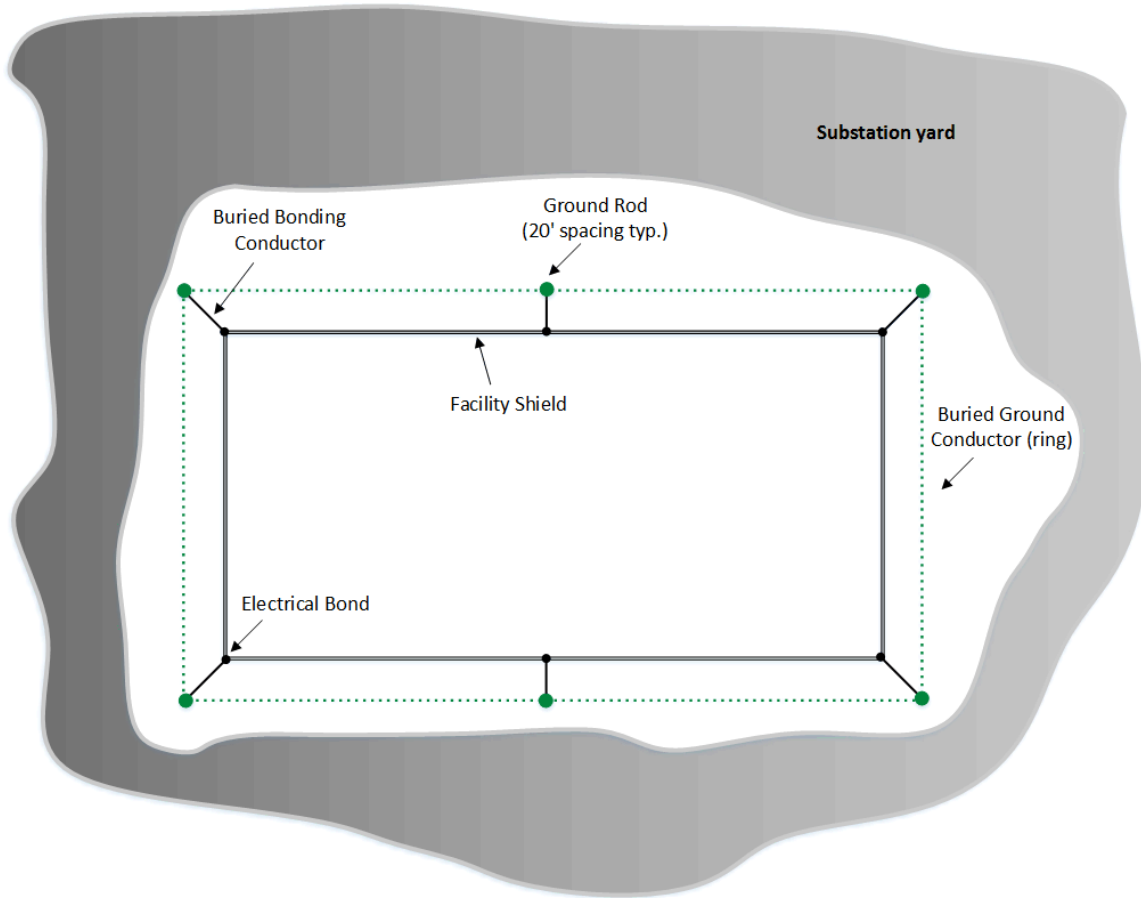 Substation yard
Ground Rod
(20' spacing typ.)
Buried Bonding
Conductor
Facility Shield
Buried Ground
Conductor (ring)
Electrical Bond